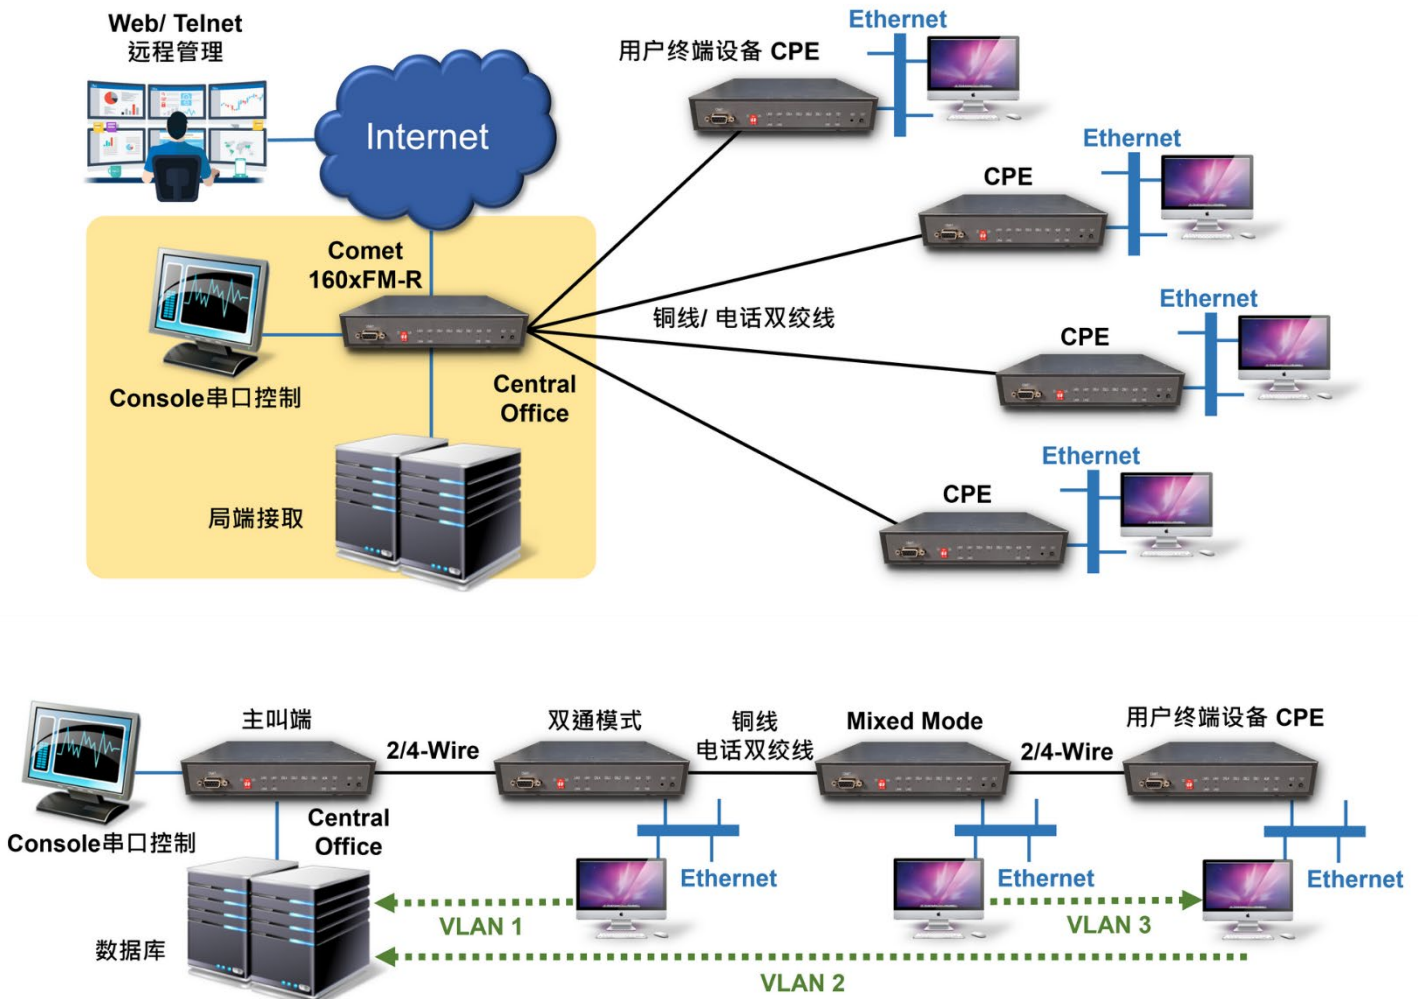 Web/ Telnet
远程管理
Internet
Ethernet
用户终端设备 CPE
Ethernet
CPE
Comet
160xFM-R
Ethernet
铜线/ 电话双绞线
CPE
Console串口控制
Central
Office
Ethernet
CPE
局端接取
主叫端
2/4-Wire
双通模式
铜线
电话双绞线
Mixed Mode
2/4-Wire
用户终端设备 CPE
Console串口控制
Central
Office
Ethernet
Ethernet
Ethernet
VLAN 1
VLAN 3
数据库
VLAN 2